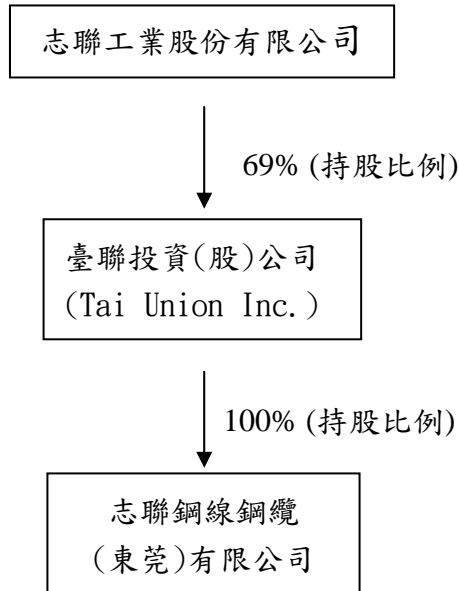 志聯工業股份有限公司
69% (持股比例)
臺聯投資(股)公司
(Tai Union Inc.)
100% (持股比例)
志聯鋼線鋼纜
(東莞)有限公司